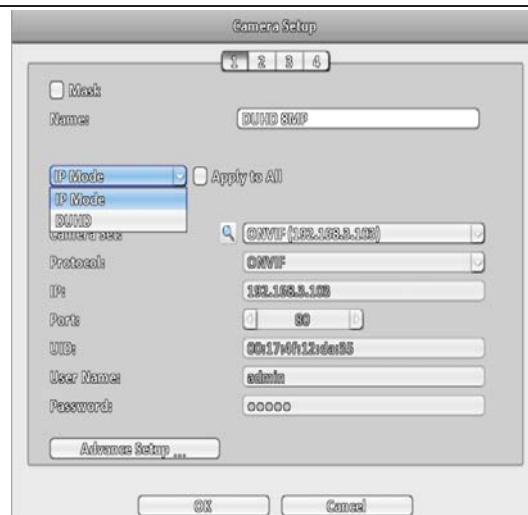 Camera Setup
1 2 3 4
Mask
Name: DUHD 8MP
IP Mode Apply to All
IP Mode
DUHD
Camera Sel: ONVIF (192.168.3.103)
Protocol: ONVIF
IP: 192.168.3.103
Port: 80
UID: 00:17:4f:12:da:35
User Name: admin
Password: ooooo
Advance Setup ...
OK Cancel